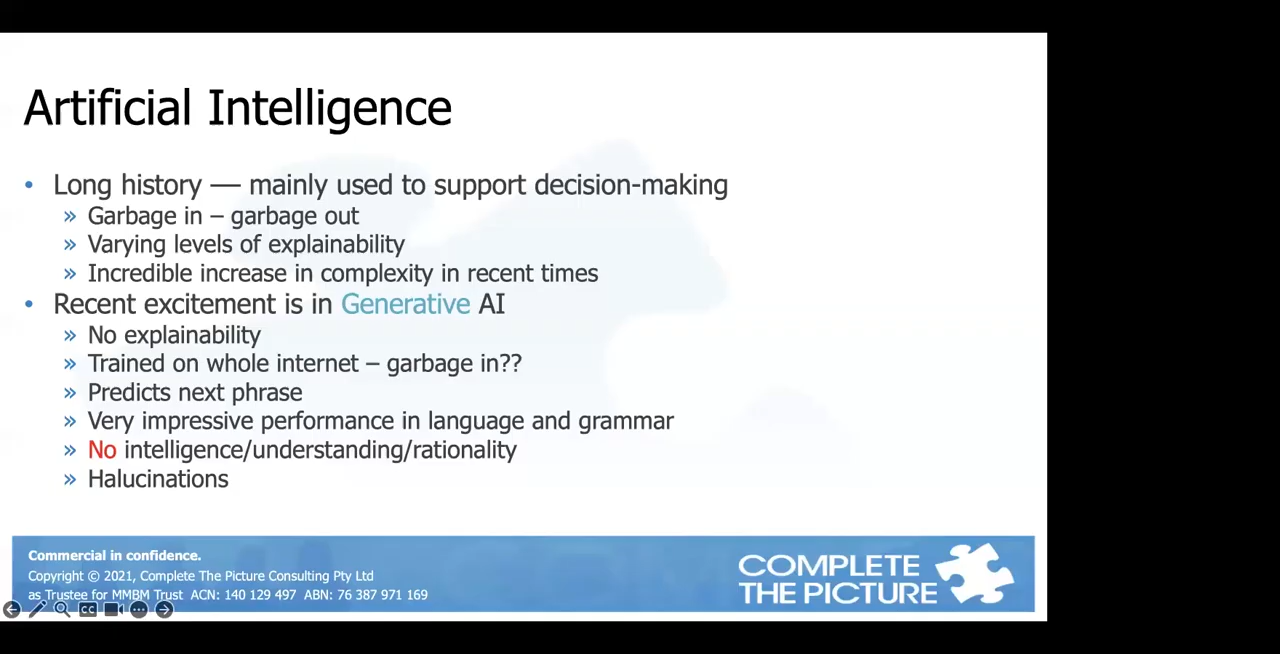 Artificial Intelligence
• Long history — mainly used to support decision-making
» Garbage in – garbage out
» Varying levels of explainability
» Incredible increase in complexity in recent times
• Recent excitement is in Generative AI
» No explainability
» Trained on whole internet – garbage in??
» Predicts next phrase
» Very impressive performance in language and grammar
» No intelligence/understanding/rationality
» Halucinations
Commercial in confidence.
Copyright © 2021, Complete The Picture Consulting Pty Ltd
as Trustee for MMBM Trust ACN: 140 129 497 ABN: 76 387 971 169
CC
COMPLETE
THE PICTURE